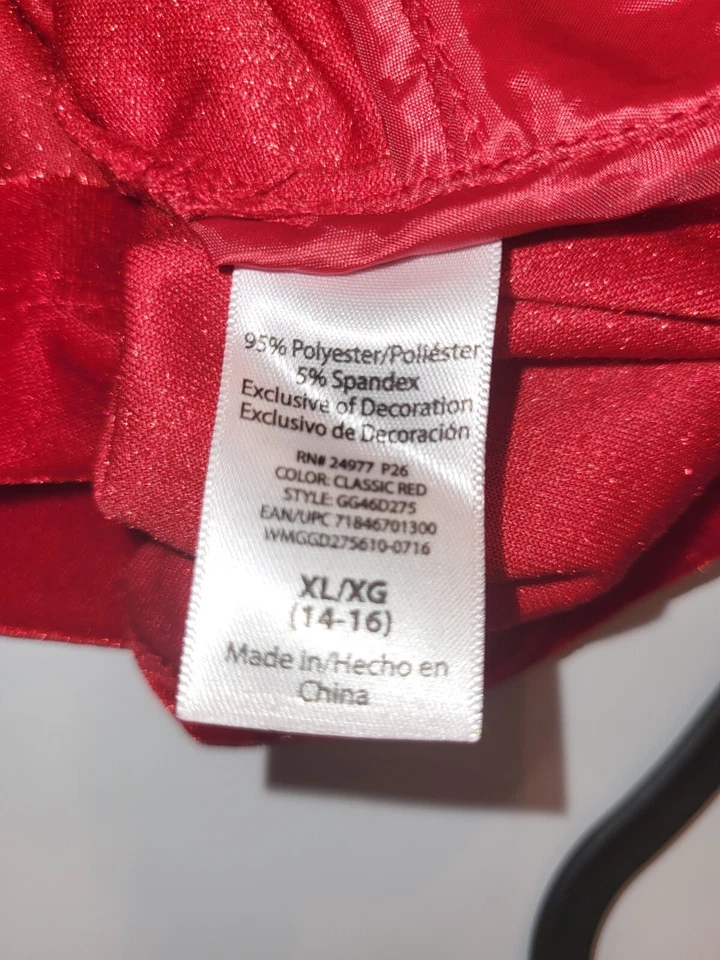 95% Polyester/Poliéster
5% Spandex
Exclusive of Decoration
Exclusivo de Decoración
RN# 24977 P26
COLOR: CLASSIC RED
STYLE: GG46D275
EAN/UPC 71846701300
WMGGD275610-0716
XL/XG
(14-16)
Made in/Hecho en
China